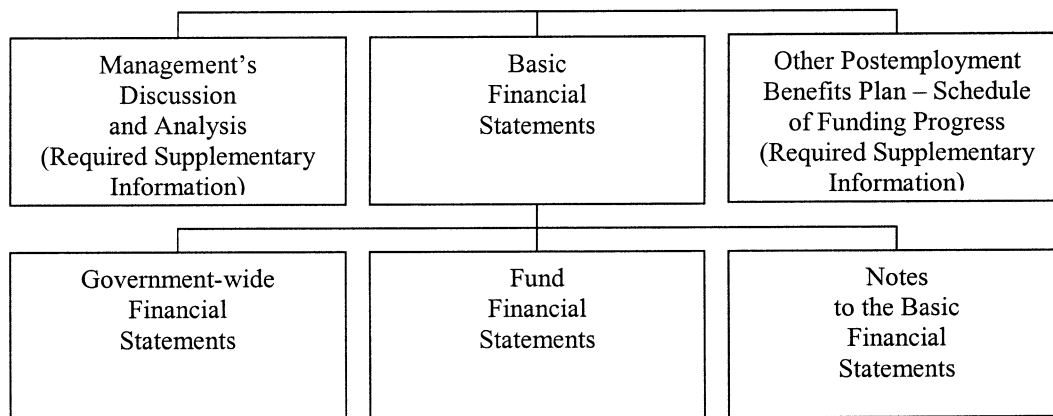 Management's
Discussion
and Analysis
(Required Supplementary
Information)
Basic
Financial
Statements
Other Postemployment
Benefits Plan – Schedule
of Funding Progress
(Required Supplementary
Information)
Government-wide
Financial
Statements
Fund
Financial
Statements
Notes
to the Basic
Financial
Statements